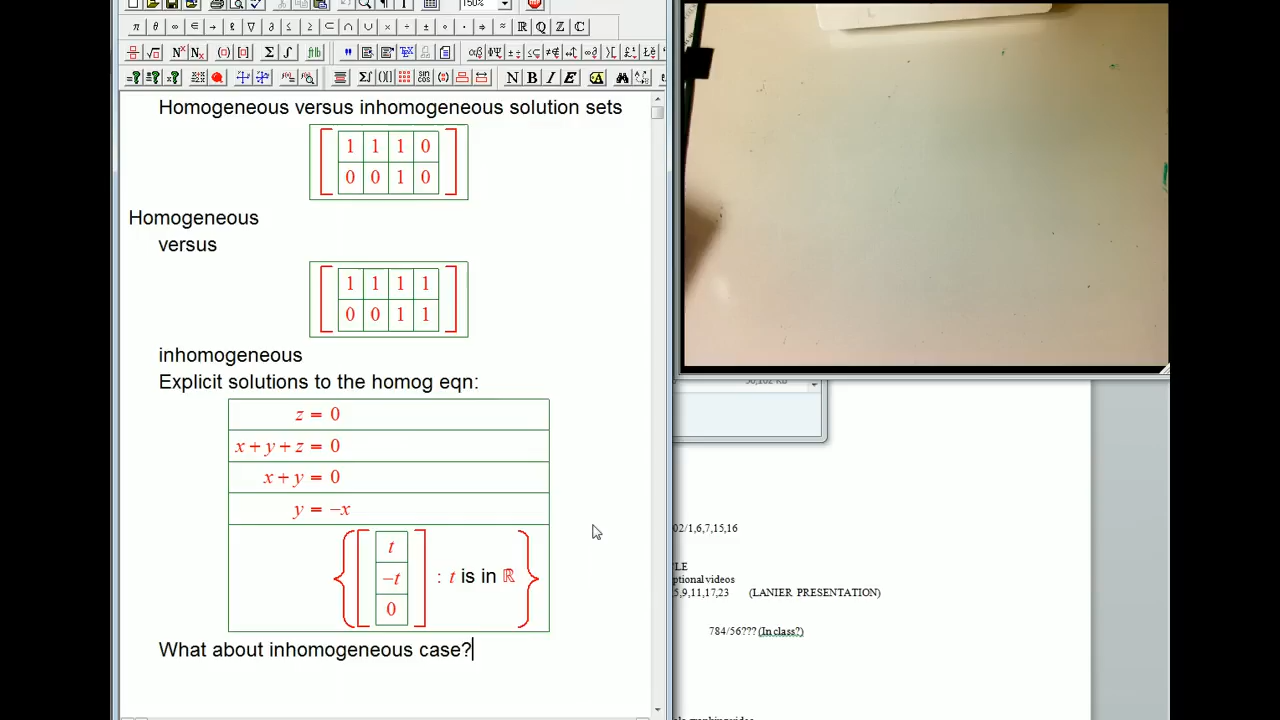 150%
π θ ∞ ∈ × ℓ ∇ ∂ ≤ ≥ ⊂ ∩ ∪ ÷ ± → · ⇒ ≈ ℝ ℚ ℤ ℂ
N B I E
Homogeneous versus inhomogeneous solution sets
1 1 1 0
0 0 1 0
Homogeneous
versus
1 1 1 1
0 0 1 1
inhomogeneous
Explicit solutions to the homog eqn:
z = 0
x + y + z = 0
x + y = 0
y = −x
{ [ t
−t : t is in ℝ }
0 ]
What about inhomogeneous case?
02/1,6,7,15,16
LE
ptional videos
5,9,11,17,23 (LANIER PRESENTATION)
784/56??? (In class?)